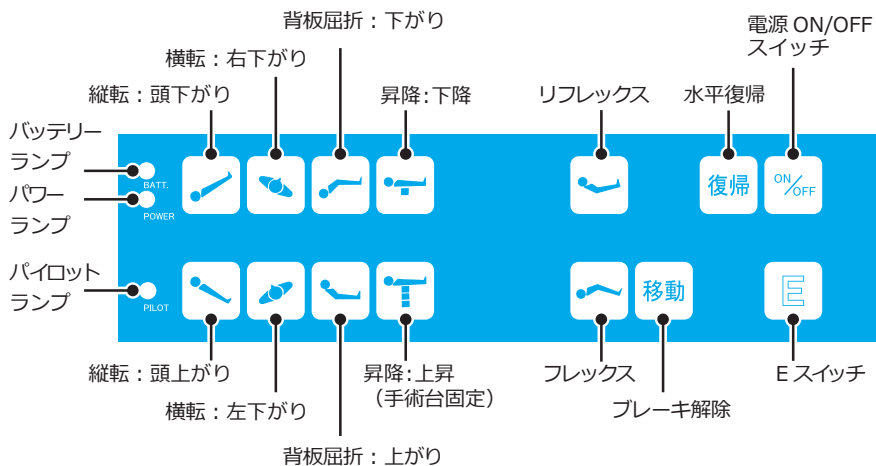 背板屈折：下がり
電源 ON/OFF
スイッチ
横転：右下がり
縦転：頭下がり
昇降：下降
リフレックス
水平復帰
バッテリー
ランプ
BATT.
パワー
ランプ
POWER
復帰
ON/OFF
パイロット
ランプ
PILOT
移動
E
縦転：頭上がり
昇降：上昇
（手術台固定）
フレックス
E スイッチ
横転：左下がり
ブレーキ解除
背板屈折：上がり